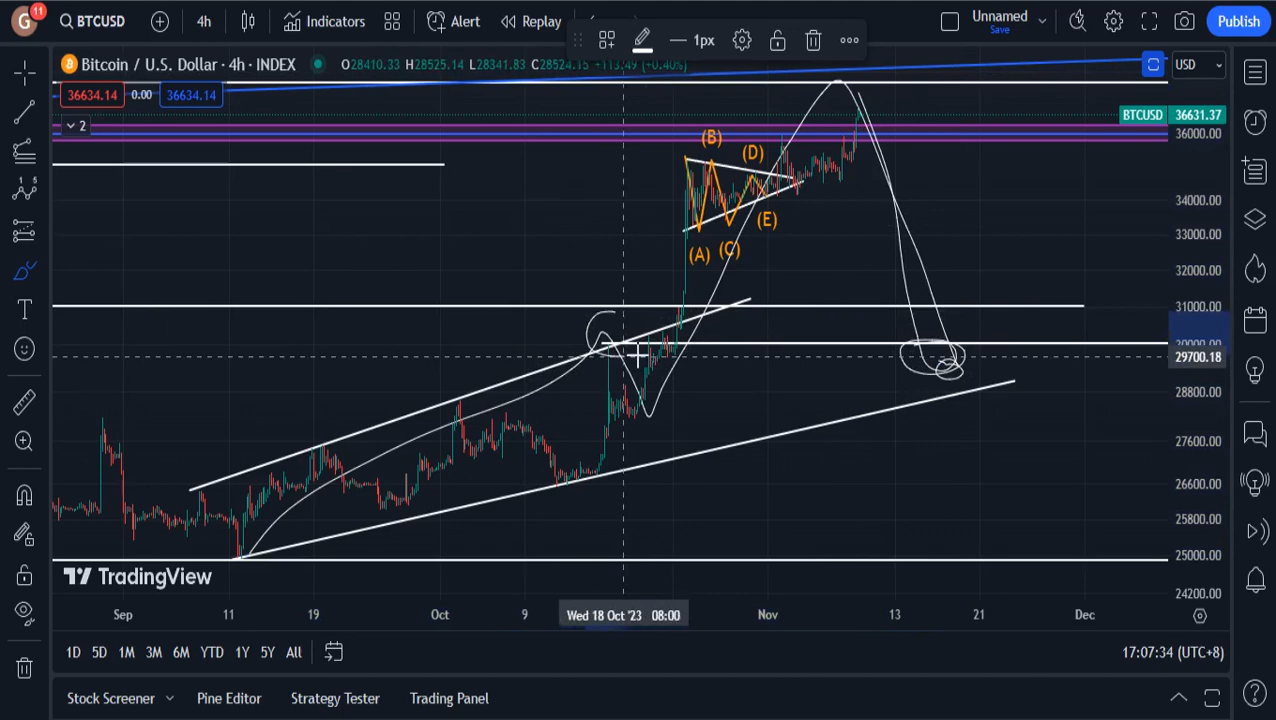 G 11 BTCUSD 4h Indicators Alert Replay Unnamed Save Publish
1px
Bitcoin / U.S. Dollar · 4h · INDEX O28410.33 H28525.14 L28341.83 C28524.15 +113.49 (+0.40%) USD
36634.14 0.00 36634.14
2
BTCUSD 36631.37
36000.00
(B)
(D)
34000.00
(E)
33000.00
(A) (C)
32000.00
31000.00
29700.18
28800.00
27600.00
26600.00
25800.00
25000.00
TradingView
24200.00
Sep 11 19 Oct 9 Wed 18 Oct '23 08:00 Nov 13 21 Dec
1D 5D 1M 3M 6M YTD 1Y 5Y All 17:07:34 (UTC+8)
Stock Screener Pine Editor Strategy Tester Trading Panel